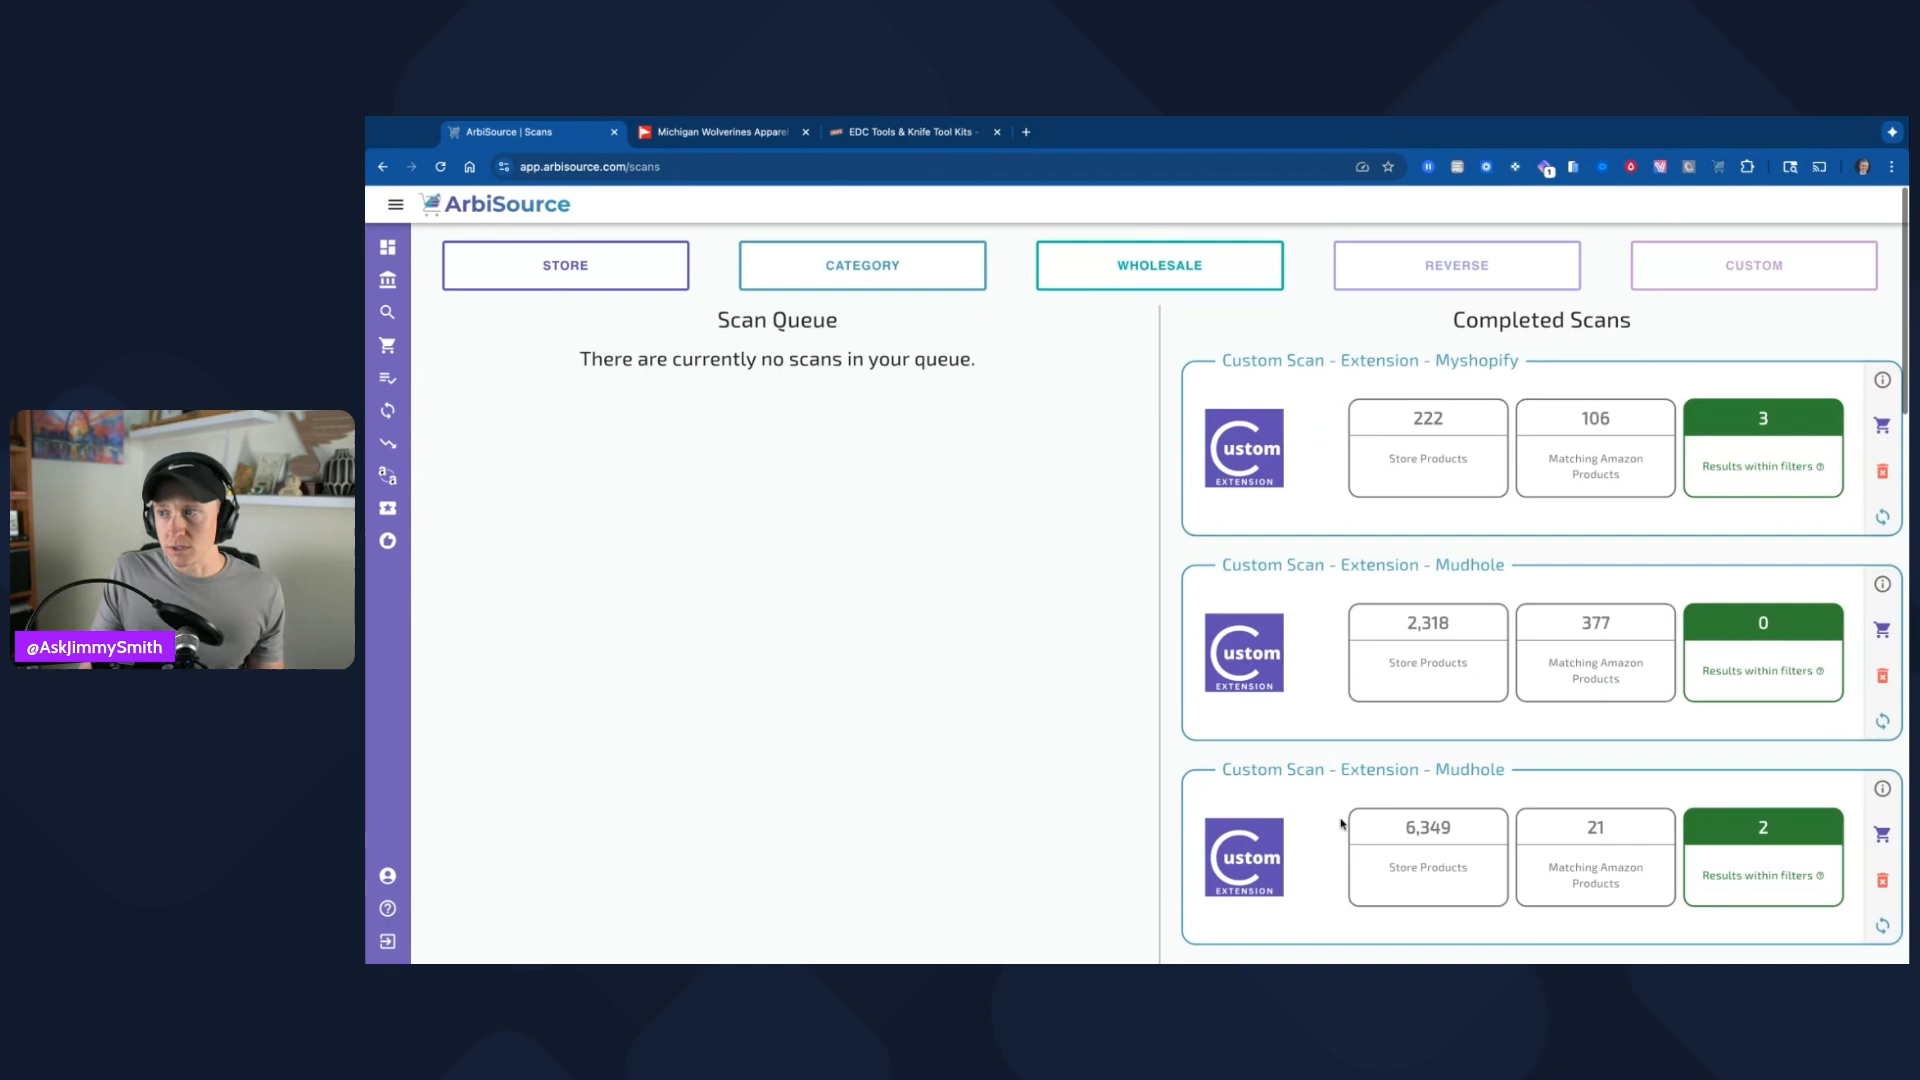 ArbiSource | Scans
Michigan Wolverines Apparel
EDC Tools & Knife Tool Kits -
app.arbisource.com/scans
1
ArbiSource
STORE
CATEGORY
WHOLESALE
REVERSE
CUSTOM
Scan Queue
There are currently no scans in your queue.
Completed Scans
Custom Scan - Extension - Myshopify
Custom
EXTENSION
222
Store Products
106
Matching Amazon
Products
3
Results within filters
Custom Scan - Extension - Mudhole
Custom
EXTENSION
2,318
Store Products
377
Matching Amazon
Products
0
Results within filters
Custom Scan - Extension - Mudhole
Custom
EXTENSION
6,349
Store Products
21
Matching Amazon
Products
2
Results within filters
@AskJimmySmith